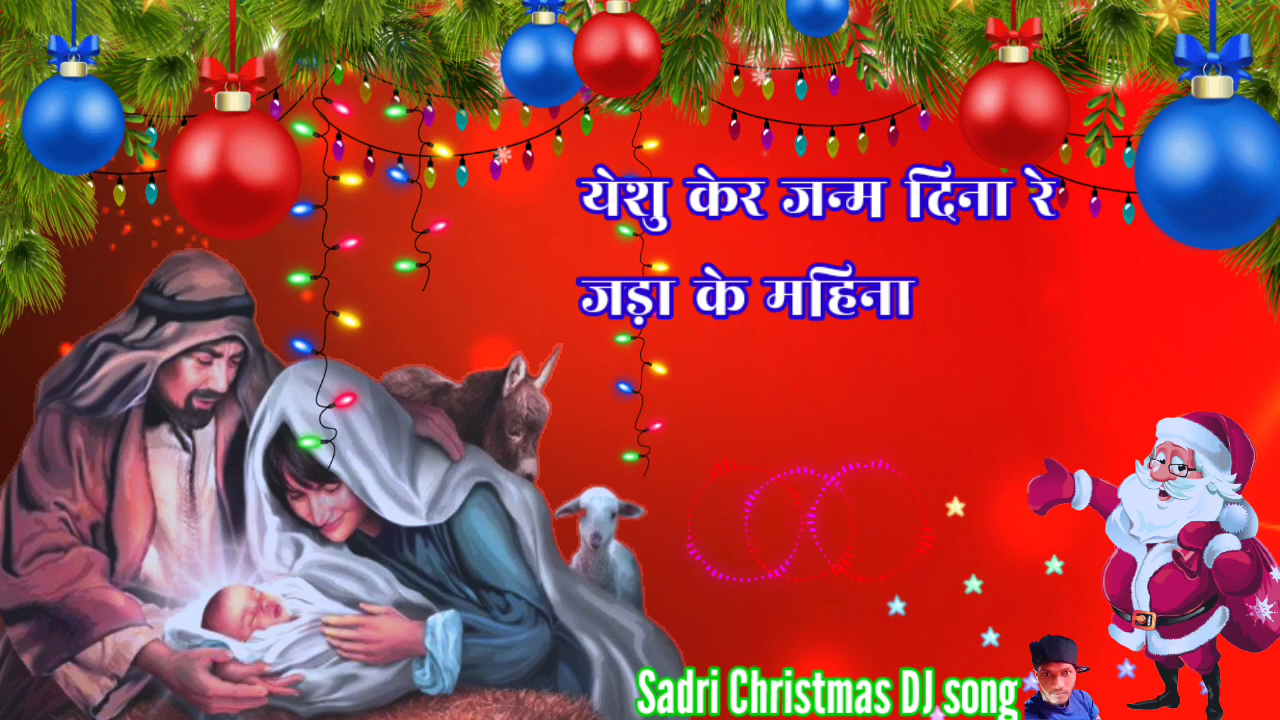 येशु केर जन्म दिना रे
जड़ा के महिना
Sadri Christmas DJ song